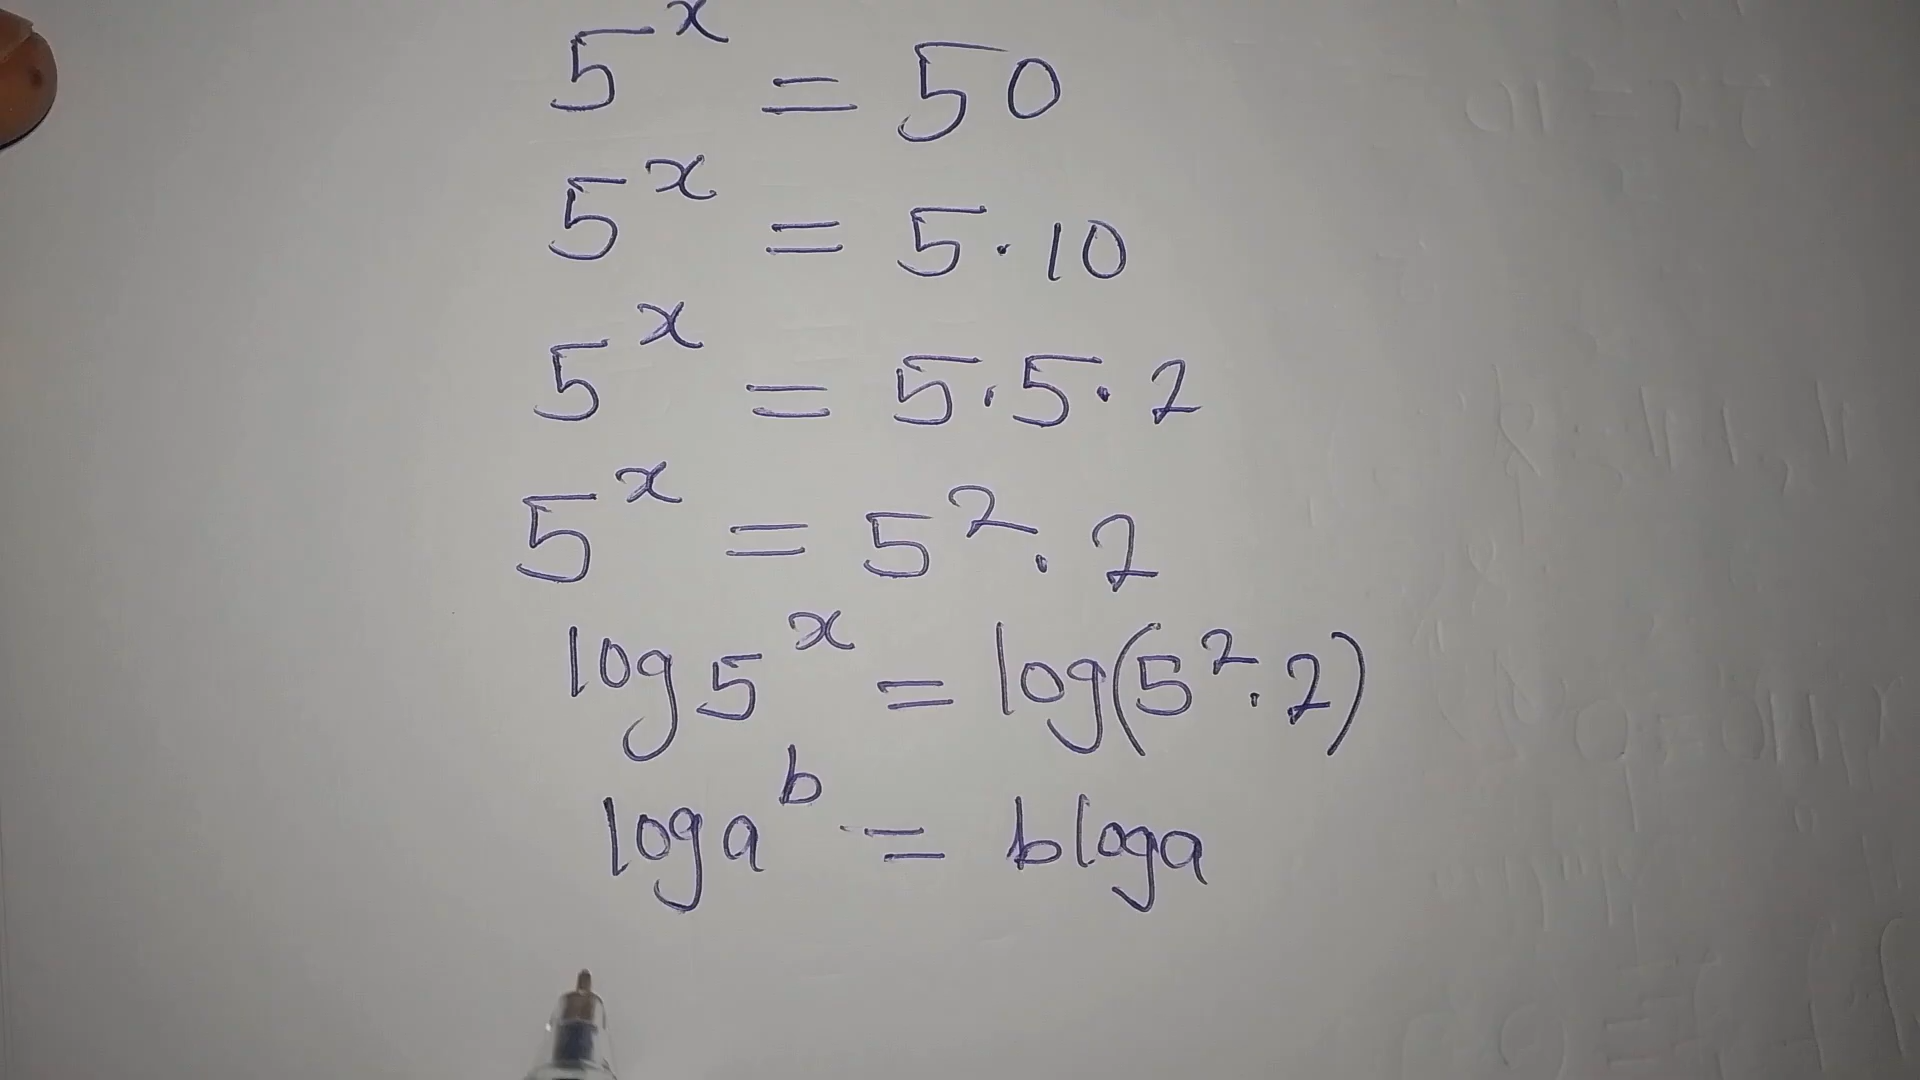 5^x = 50
5^x = 5·10
5^x = 5·5·2
5^x = 5^2·2
log 5^x = log(5^2·2)
log a^b = b log a